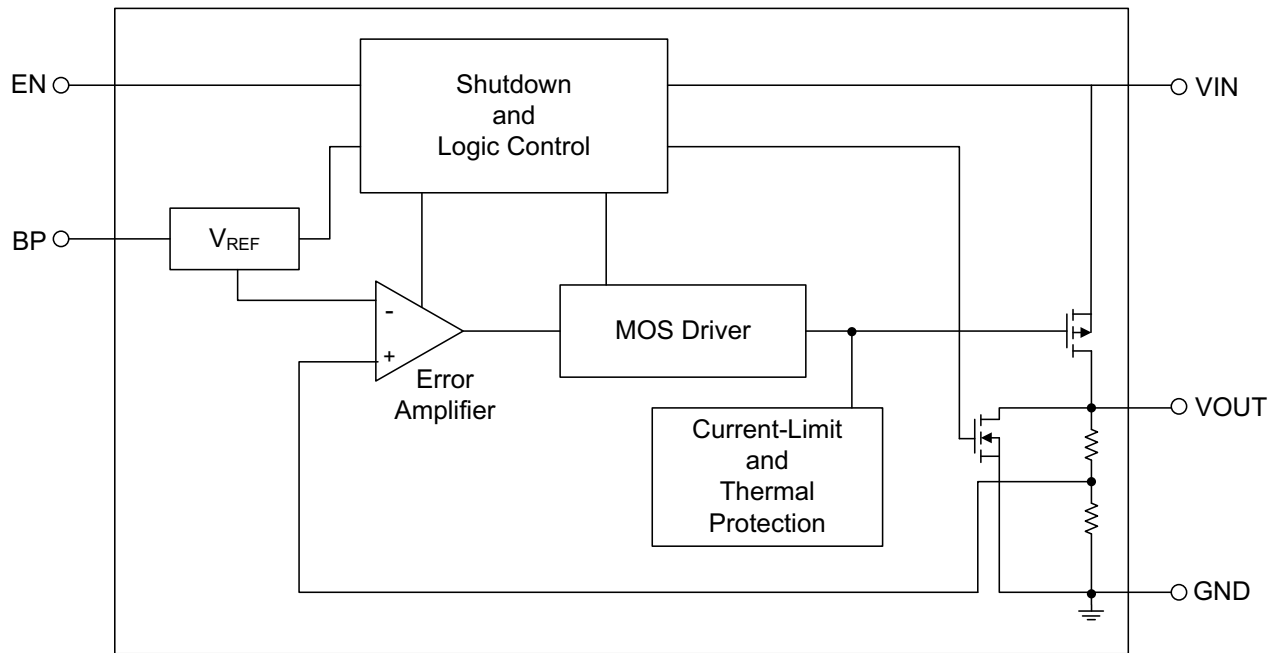 EN
Shutdown
and
Logic Control
VIN
BP
VREF
-
+
Error
Amplifier
MOS Driver
Current-Limit
and
Thermal
Protection
VOUT
GND